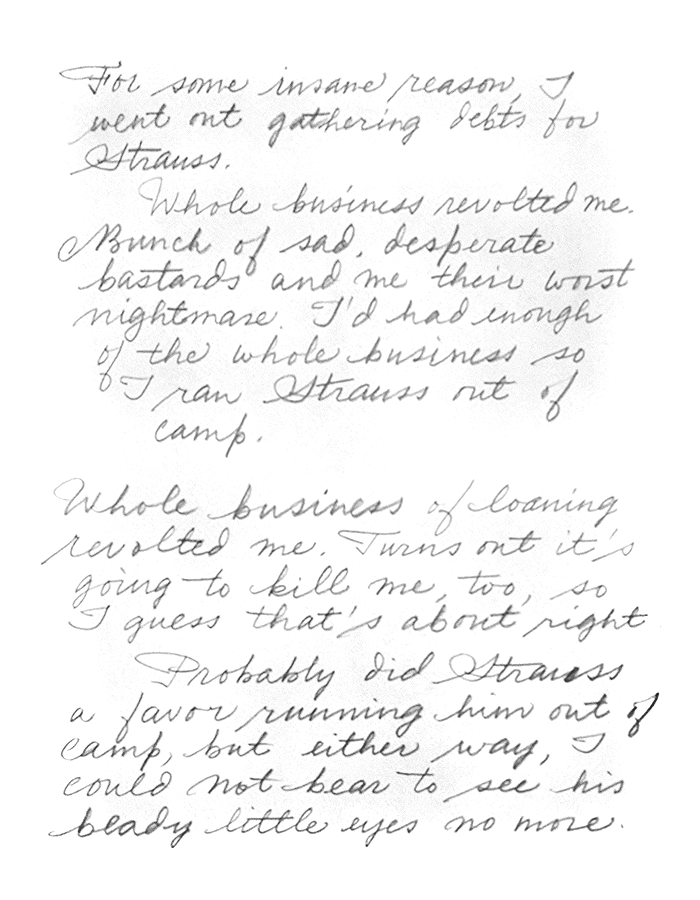 For some insane reason, I
went out gathering debts for
Strauss.
Whole business revolted me.
Bunch of sad, desperate
bastards and me their worst
nightmare. I'd had enough
of the whole business so
I ran Strauss out of
camp.
Whole business of loaning
revolted me. Turns out it's
going to kill me, too, so
I guess that's about right
Probably did Strauss
a favor running him out of
camp, but either way, I
could not bear to see his
beady little eyes no more.